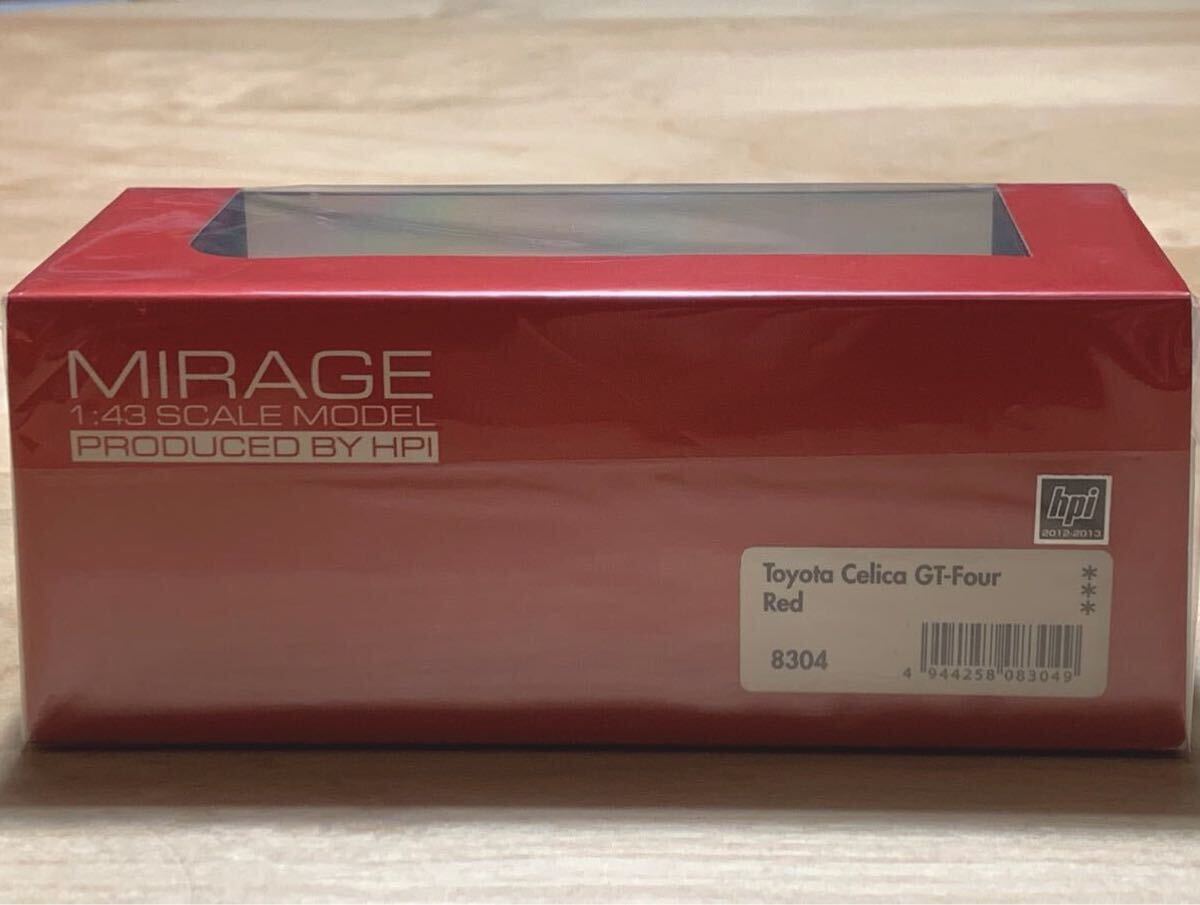 MIRAGE
1:43 SCALE MODEL
PRODUCED BY HPI
hpi
2012-2013
Toyota Celica GT-Four
Red
***
8304
4 944258 083049